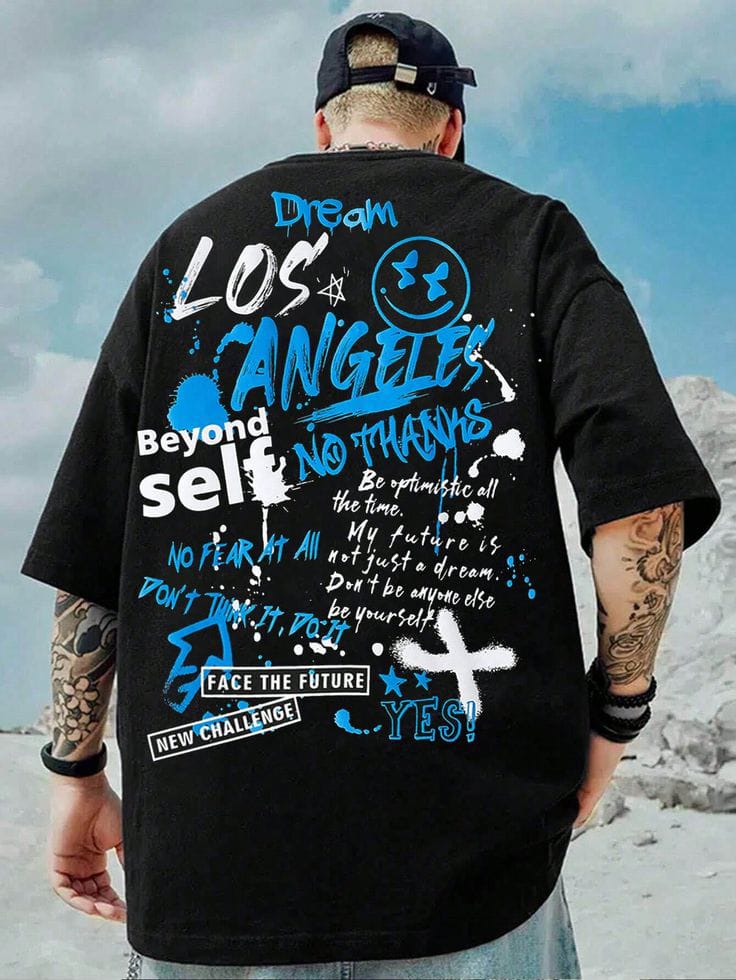 Dream
LOS
ANGELES
Beyond
self
NO THANKS
Be optimistic all
the time.
My future is
not just a dream.
Don't be anyone else
be yourself.
NO FEAR AT All
DON'T THINK IT, DO IT
FACE THE FUTURE
NEW CHALLENGE
YES!